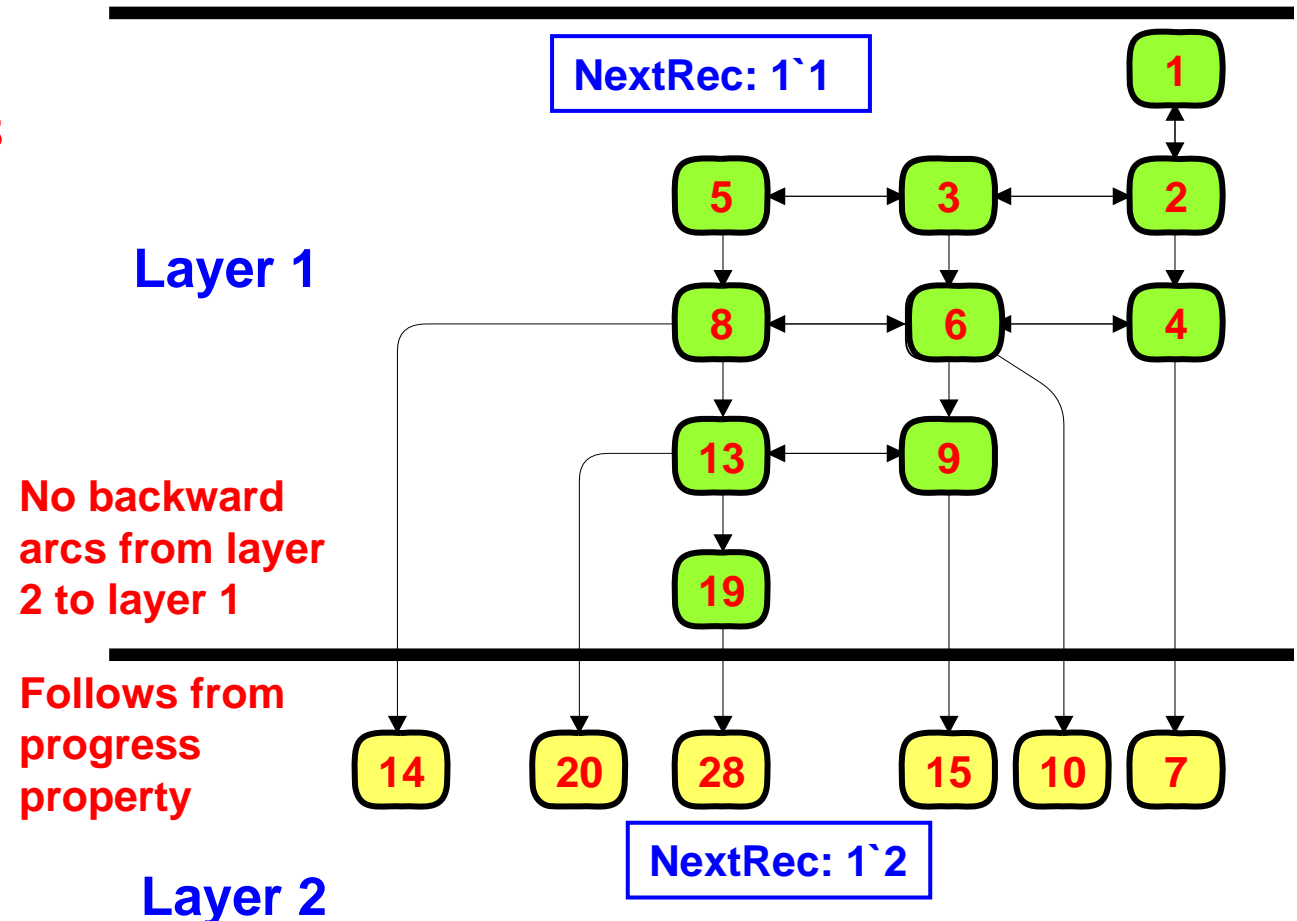 NextRec: 1`1
1
5
3
2
Layer 1
8
6
4
13
9
No backward
arcs from layer
2 to layer 1
19
Follows from
progress
property
14
20
28
15
10
7
NextRec: 1`2
Layer 2